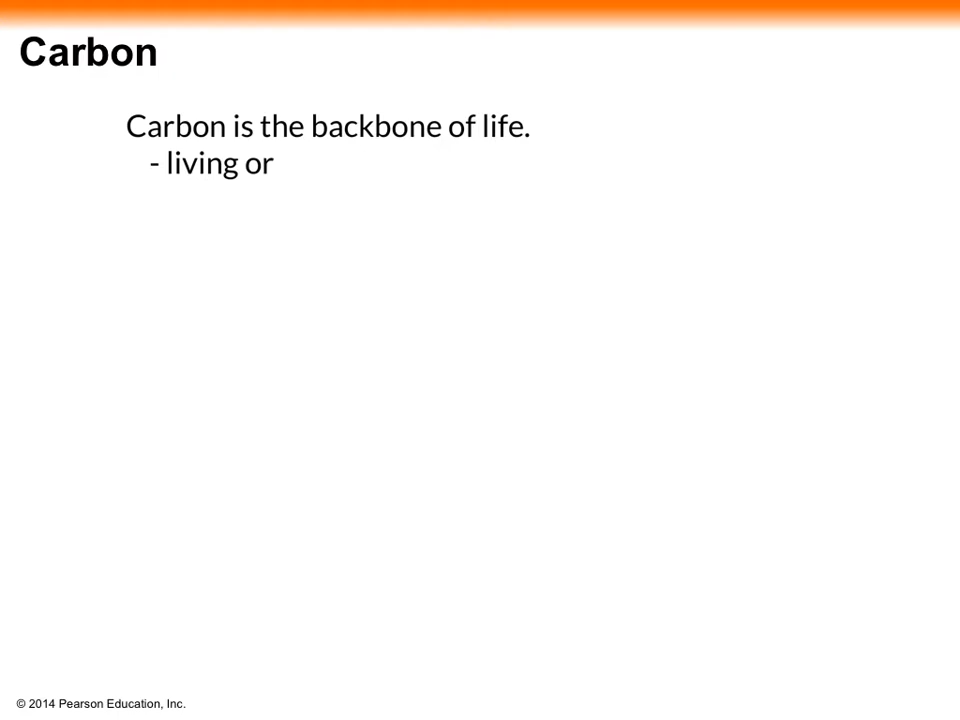 Carbon
Carbon is the backbone of life.
- living or
© 2014 Pearson Education, Inc.